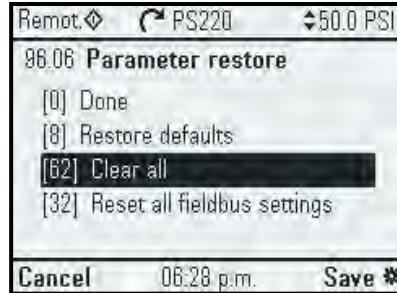 Remot. PS220 50.0 PSI
96.06 Parameter restore
[0] Done
[8] Restore defaults
[62] Clear all
[32] Reset all fieldbus settings
Cancel 06:28 p.m. Save